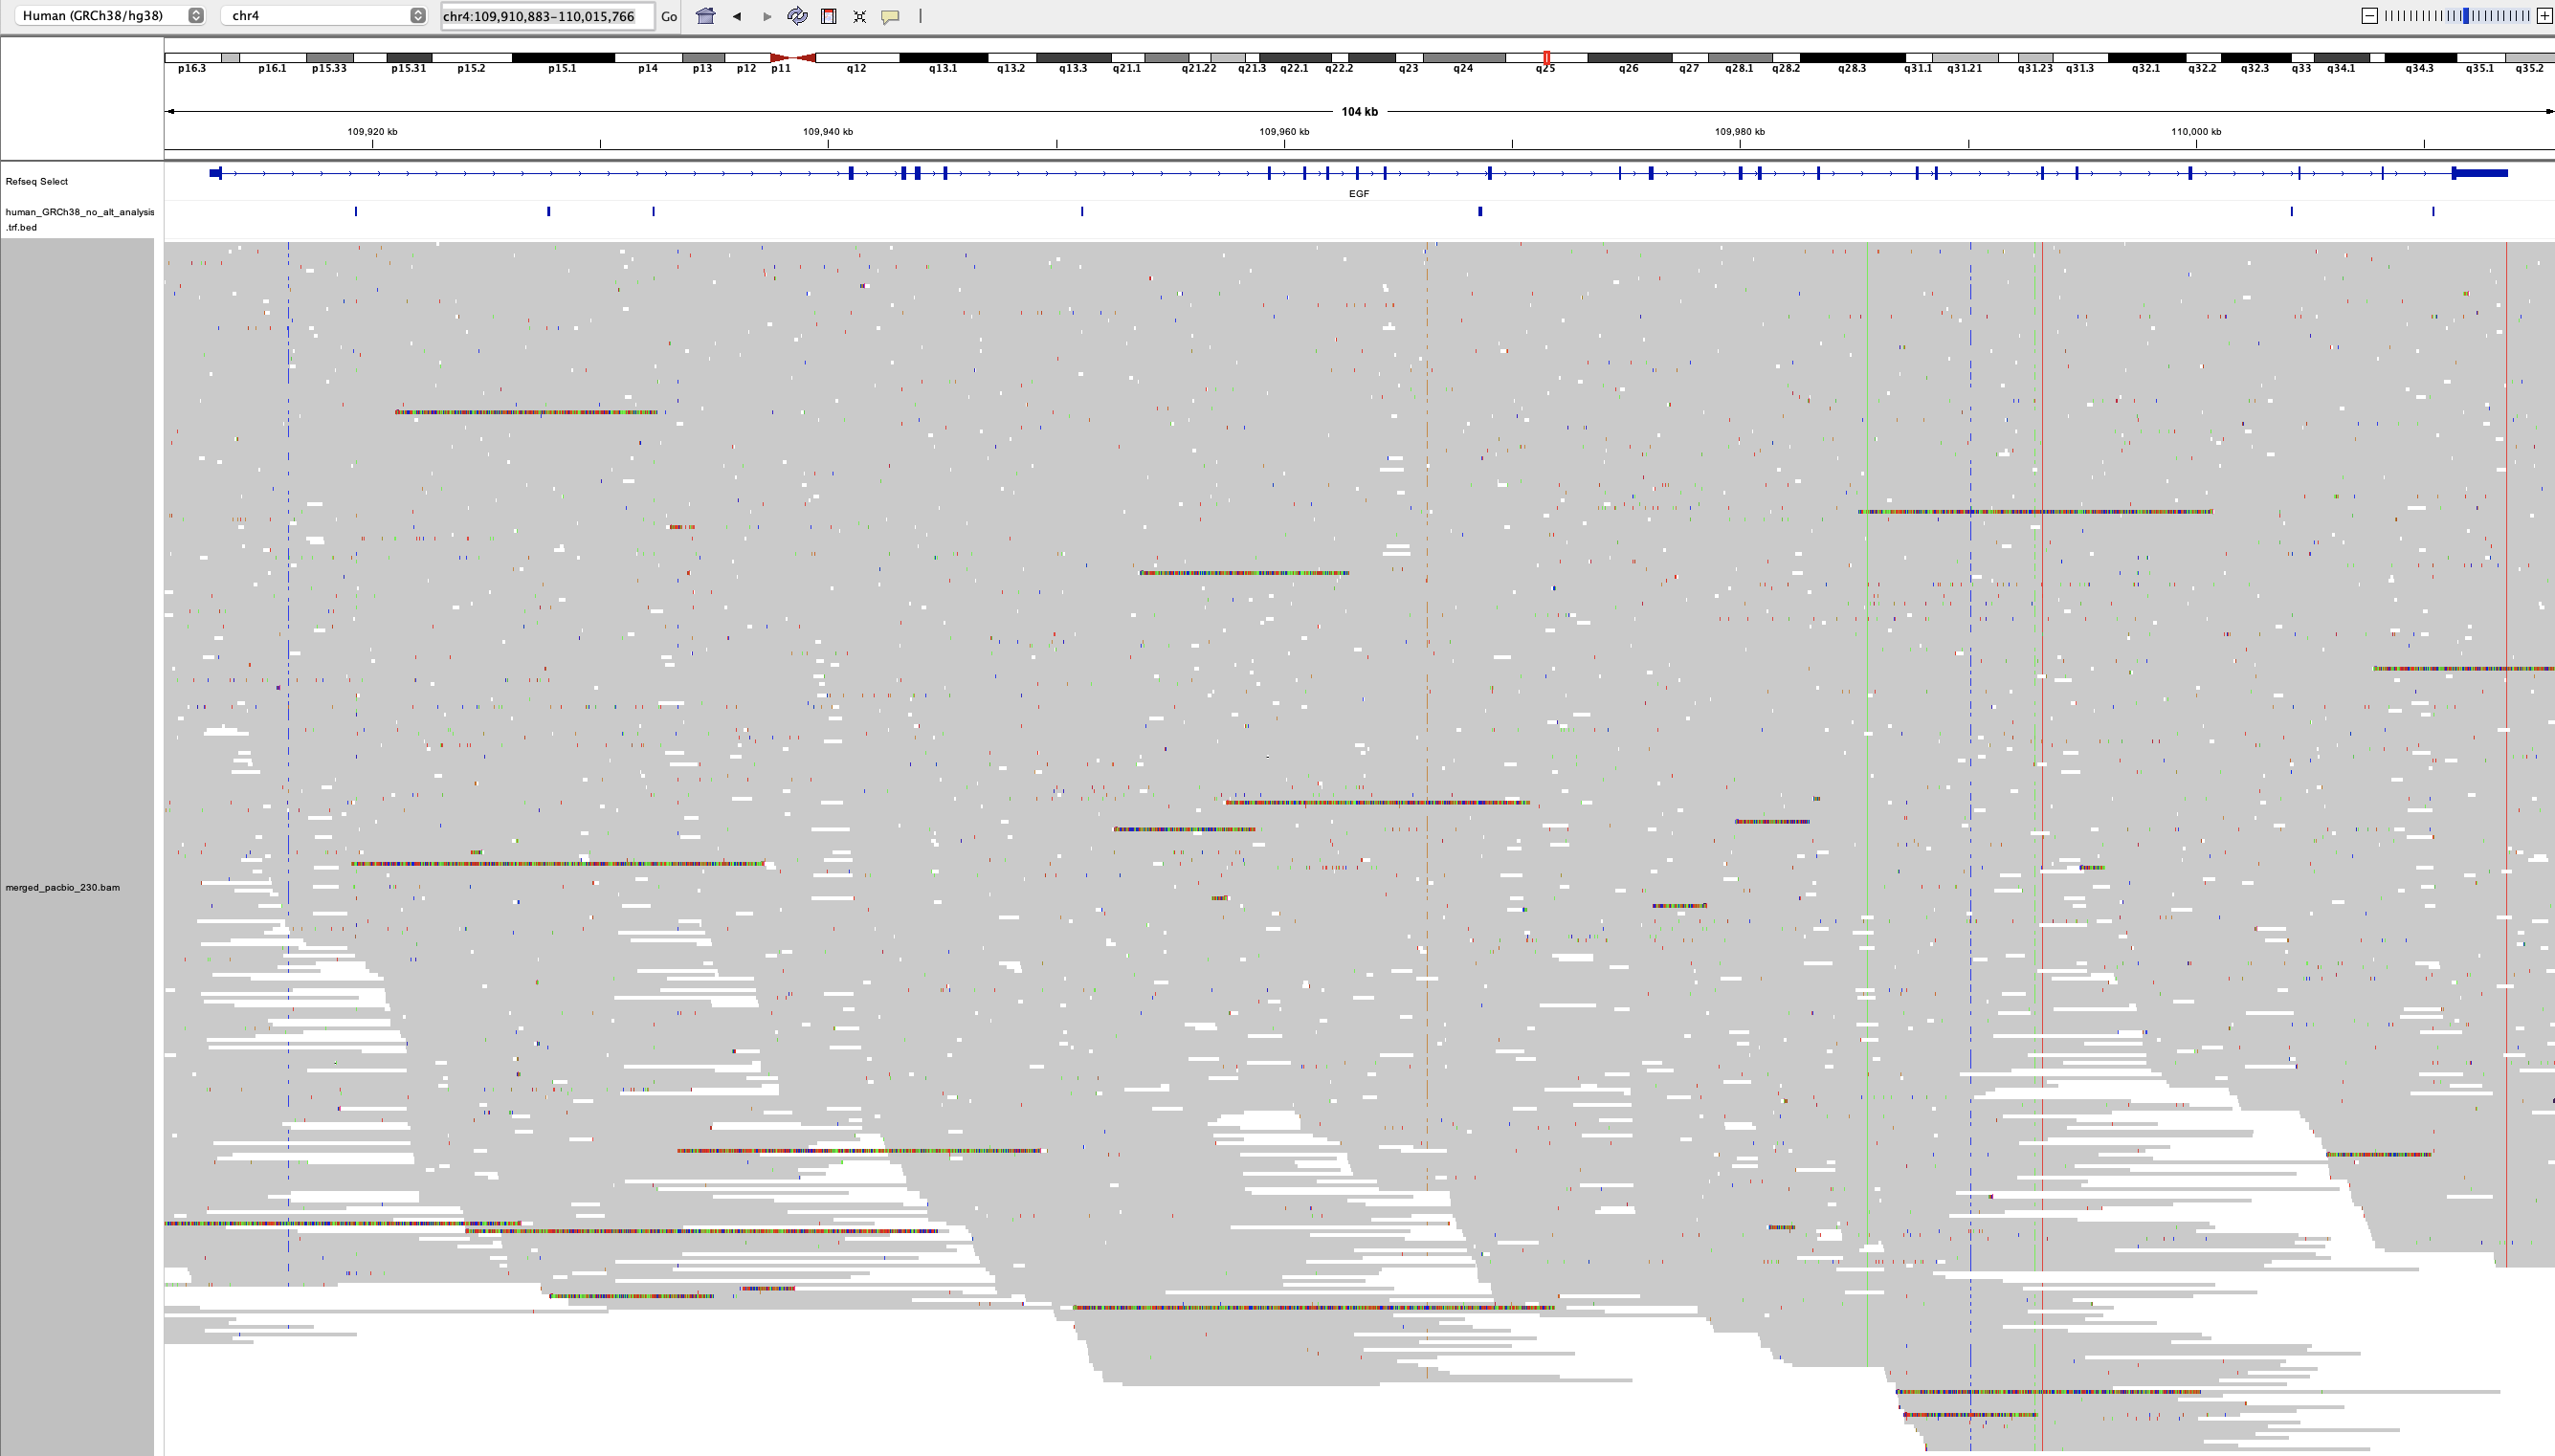 Human (GRCh38/hg38) chr4 chr4:109,910,883-110,015,766 Go
p16.3 p16.1 p15.33 p15.31 p15.2 p15.1 p14 p13 p12 p11 q12 q13.1 q13.2 q13.3 q21.1 q21.22 q21.3 q22.1 q22.2 q23 q24 q25 q26 q27 q28.1 q28.2 q28.3 q31.1 q31.21 q31.23 q31.3 q32.1 q32.2 q32.3 q33 q34.1 q34.3 q35.1 q35.2
104 kb
109,920 kb 109,940 kb 109,960 kb 109,980 kb 110,000 kb
Refseq Select
EGF
human_GRCh38_no_alt_analysis
.trf.bed
merged_pacbio_230.bam